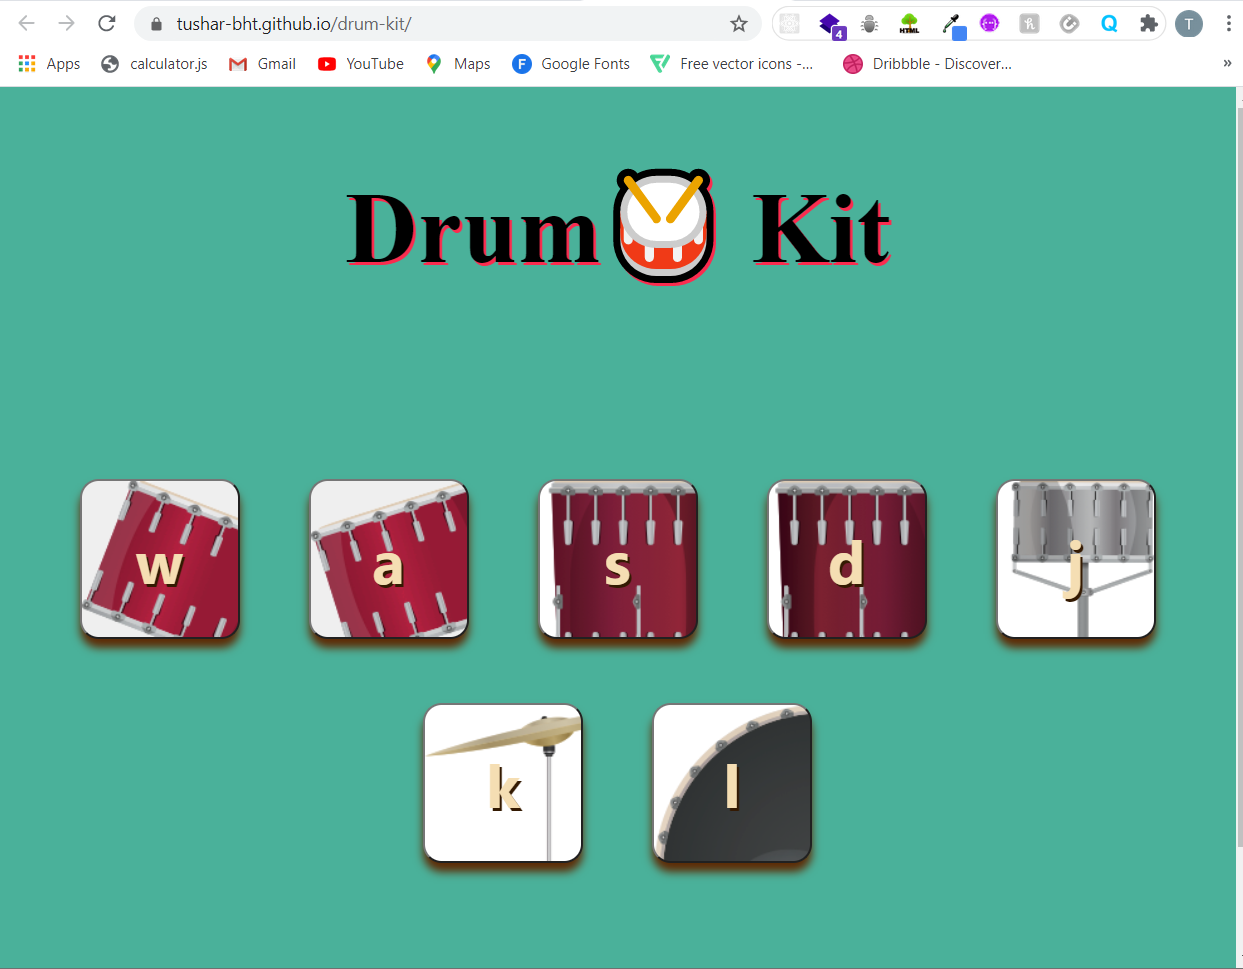 tushar-bht.github.io/drum-kit/
4
HTML
T
Apps calculator.js Gmail YouTube Maps F Google Fonts Free vector icons -... Dribbble - Discover... »
Drum Kit
w a s d j
k l